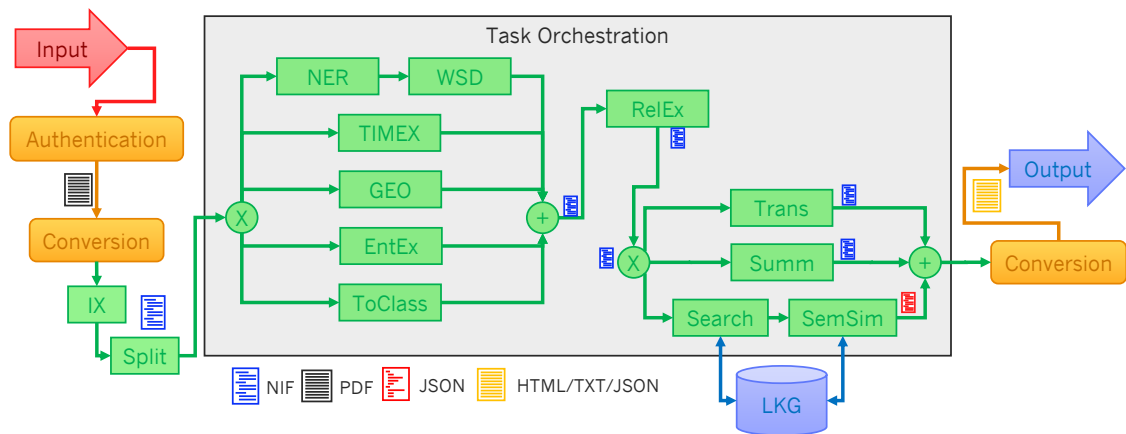 Task Orchestration
Input
NER
WSD
RelEx
Authentication
TIMEX
GEO
Output
X
+
Trans
Conversion
EntEx
X
Summ
+
Conversion
IX
ToClass
Search
SemSim
Split
NIF
PDF
JSON
HTML/TXT/JSON
LKG